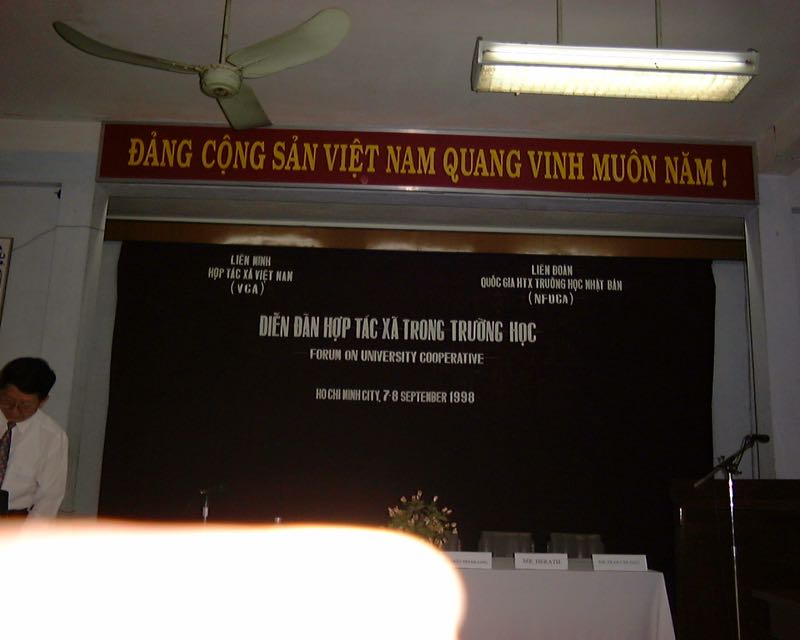 ĐẢNG CỘNG SẢN VIỆT NAM QUANG VINH MUÔN NĂM !
LIÊN MINH
HỢP TÁC XÃ VIỆT NAM
(VCA)
LIÊN ĐOÀN
QUỐC GIA HTX TRƯỜNG HỌC NHẬT BẢN
(NFUCA)
DIỄN ĐÀN HỢP TÁC XÃ TRONG TRƯỜNG HỌC
FORUM ON UNIVERSITY COOPERATIVE
HO CHI MINH CITY, 7-8 SEPTEMBER 1998
MR. HERATH